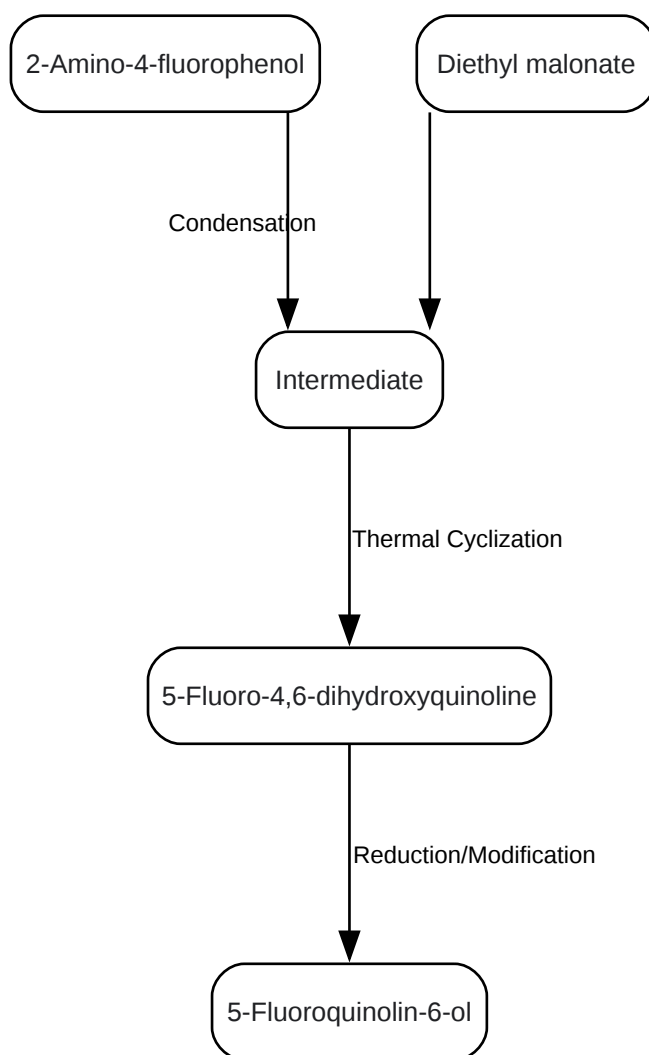 2-Amino-4-fluorophenol
Diethyl malonate
Condensation
Intermediate
Thermal Cyclization
5-Fluoro-4,6-dihydroxyquinoline
Reduction/Modification
5-Fluoroquinolin-6-ol